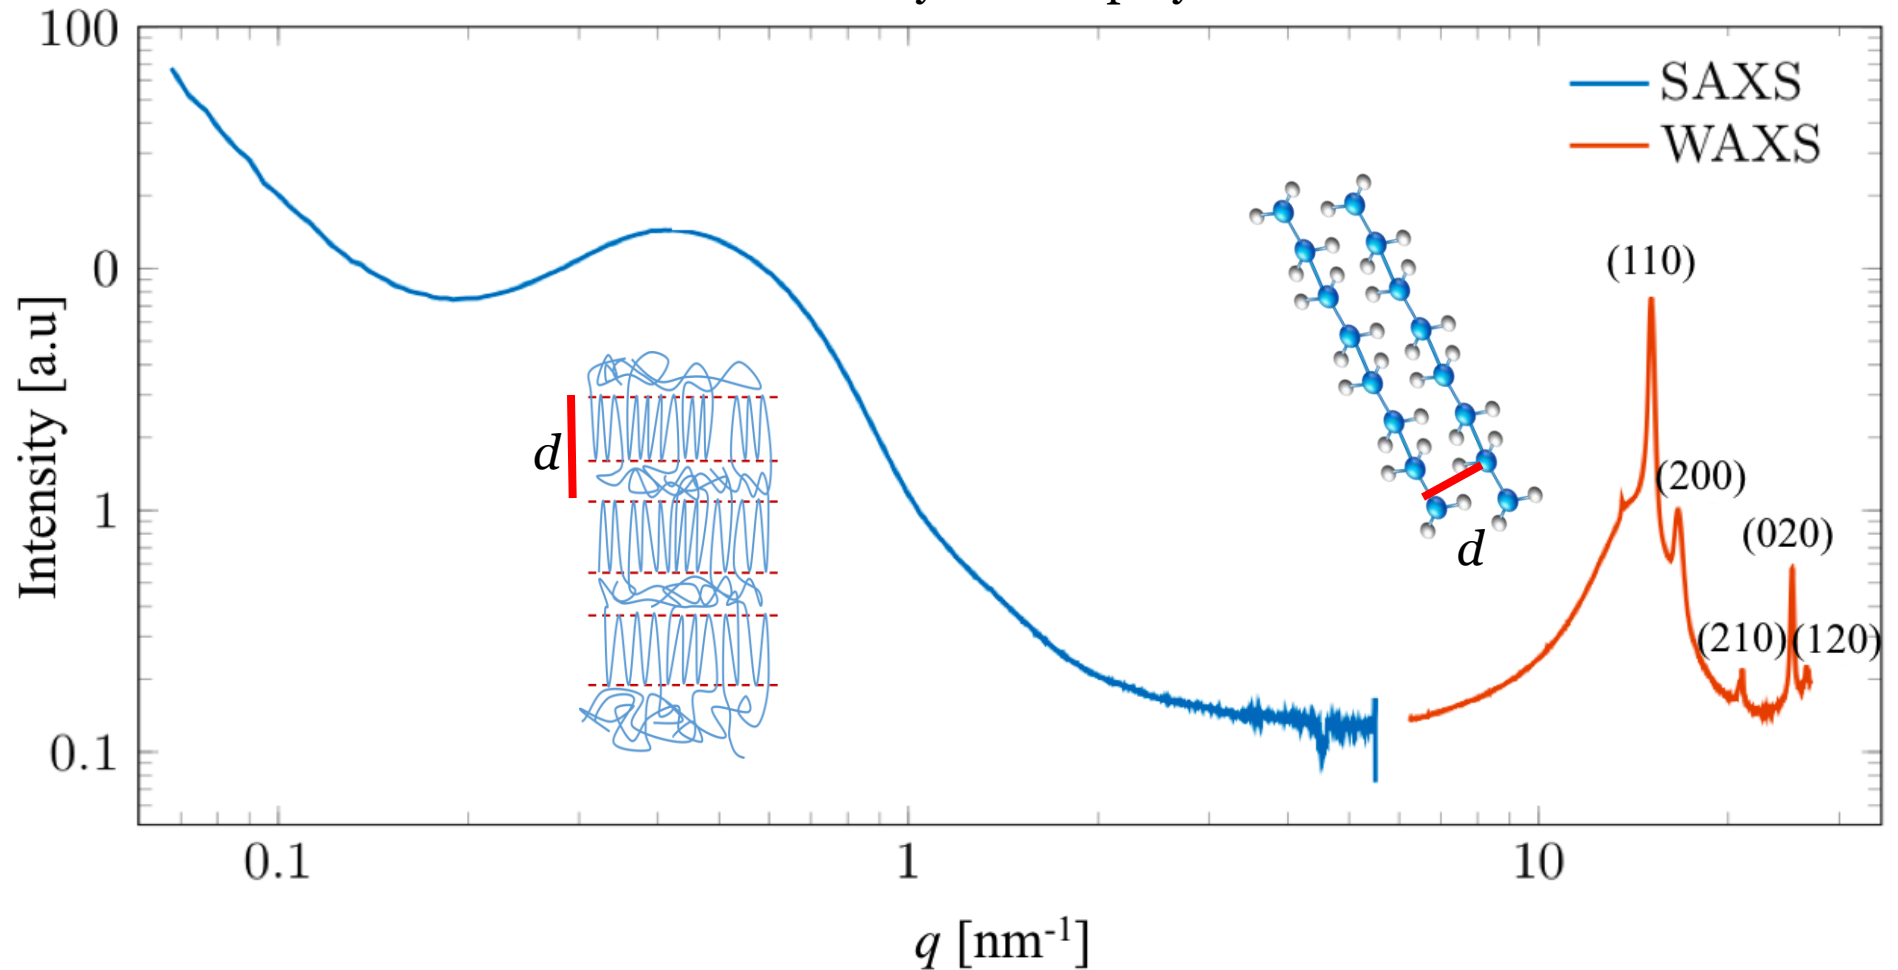 100
SAXS
WAXS
(110)
0
Intensity [a.u]
d
(200)
1
(020)
d
(210)
(120)
0.1
0.1
1
10
q [nm-1]